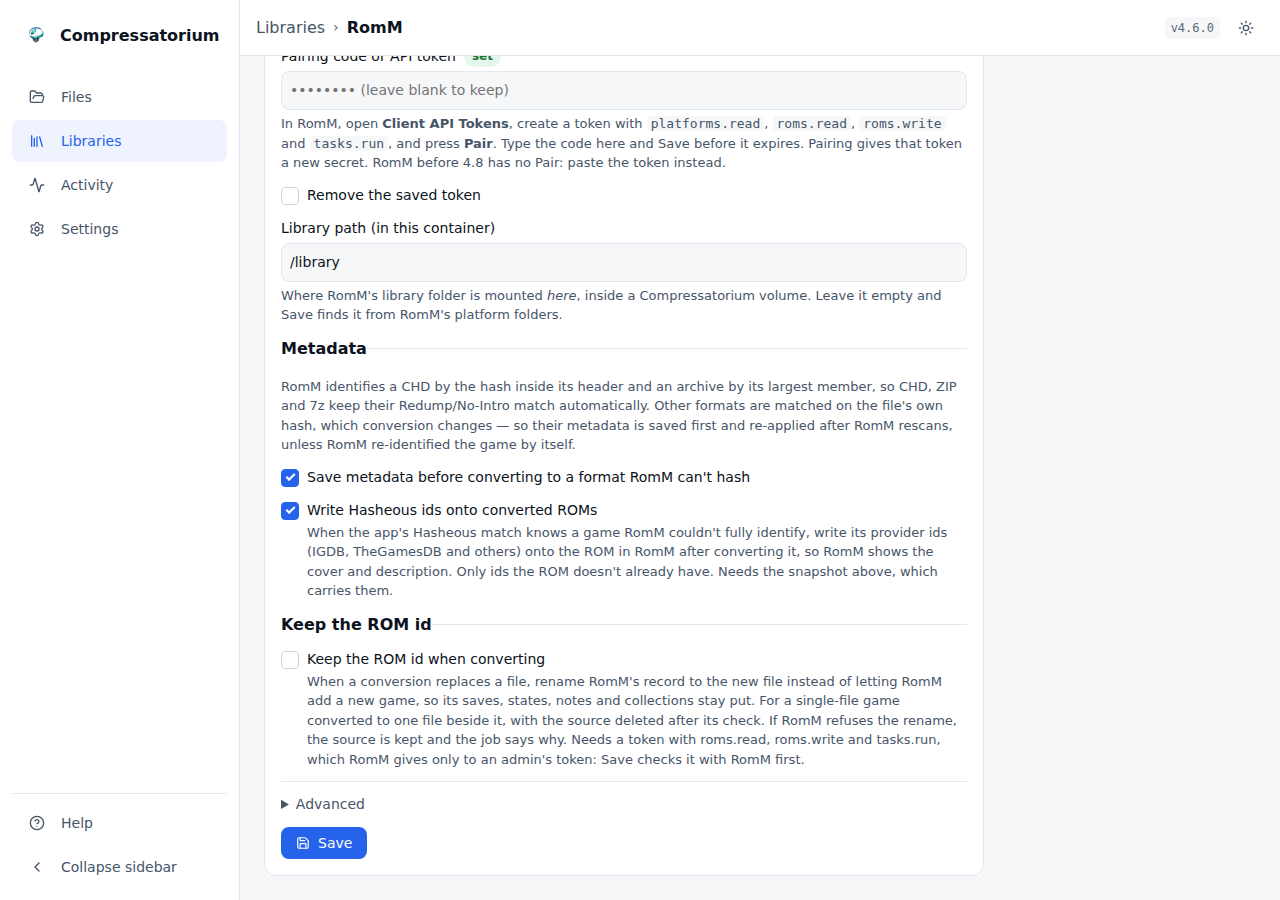 Compressatorium
Libraries › RomM
v4.6.0
Files
Libraries
Activity
Settings
Help
Collapse sidebar
Pairing code or API token set
•••••••• (leave blank to keep)
In RomM, open Client API Tokens, create a token with platforms.read, roms.read, roms.write
and tasks.run, and press Pair. Type the code here and Save before it expires. Pairing gives that token
a new secret. RomM before 4.8 has no Pair: paste the token instead.
Remove the saved token
Library path (in this container)
/library
Where RomM's library folder is mounted here, inside a Compressatorium volume. Leave it empty and
Save finds it from RomM's platform folders.
Metadata
RomM identifies a CHD by the hash inside its header and an archive by its largest member, so CHD, ZIP
and 7z keep their Redump/No-Intro match automatically. Other formats are matched on the file's own
hash, which conversion changes — so their metadata is saved first and re-applied after RomM rescans,
unless RomM re-identified the game by itself.
Save metadata before converting to a format RomM can't hash
Write Hasheous ids onto converted ROMs
When the app's Hasheous match knows a game RomM couldn't fully identify, write its provider ids
(IGDB, TheGamesDB and others) onto the ROM in RomM after converting it, so RomM shows the
cover and description. Only ids the ROM doesn't already have. Needs the snapshot above, which
carries them.
Keep the ROM id
Keep the ROM id when converting
When a conversion replaces a file, rename RomM's record to the new file instead of letting RomM
add a new game, so its saves, states, notes and collections stay put. For a single-file game
converted to one file beside it, with the source deleted after its check. If RomM refuses the rename,
the source is kept and the job says why. Needs a token with roms.read, roms.write and tasks.run,
which RomM gives only to an admin's token: Save checks it with RomM first.
Advanced
Save